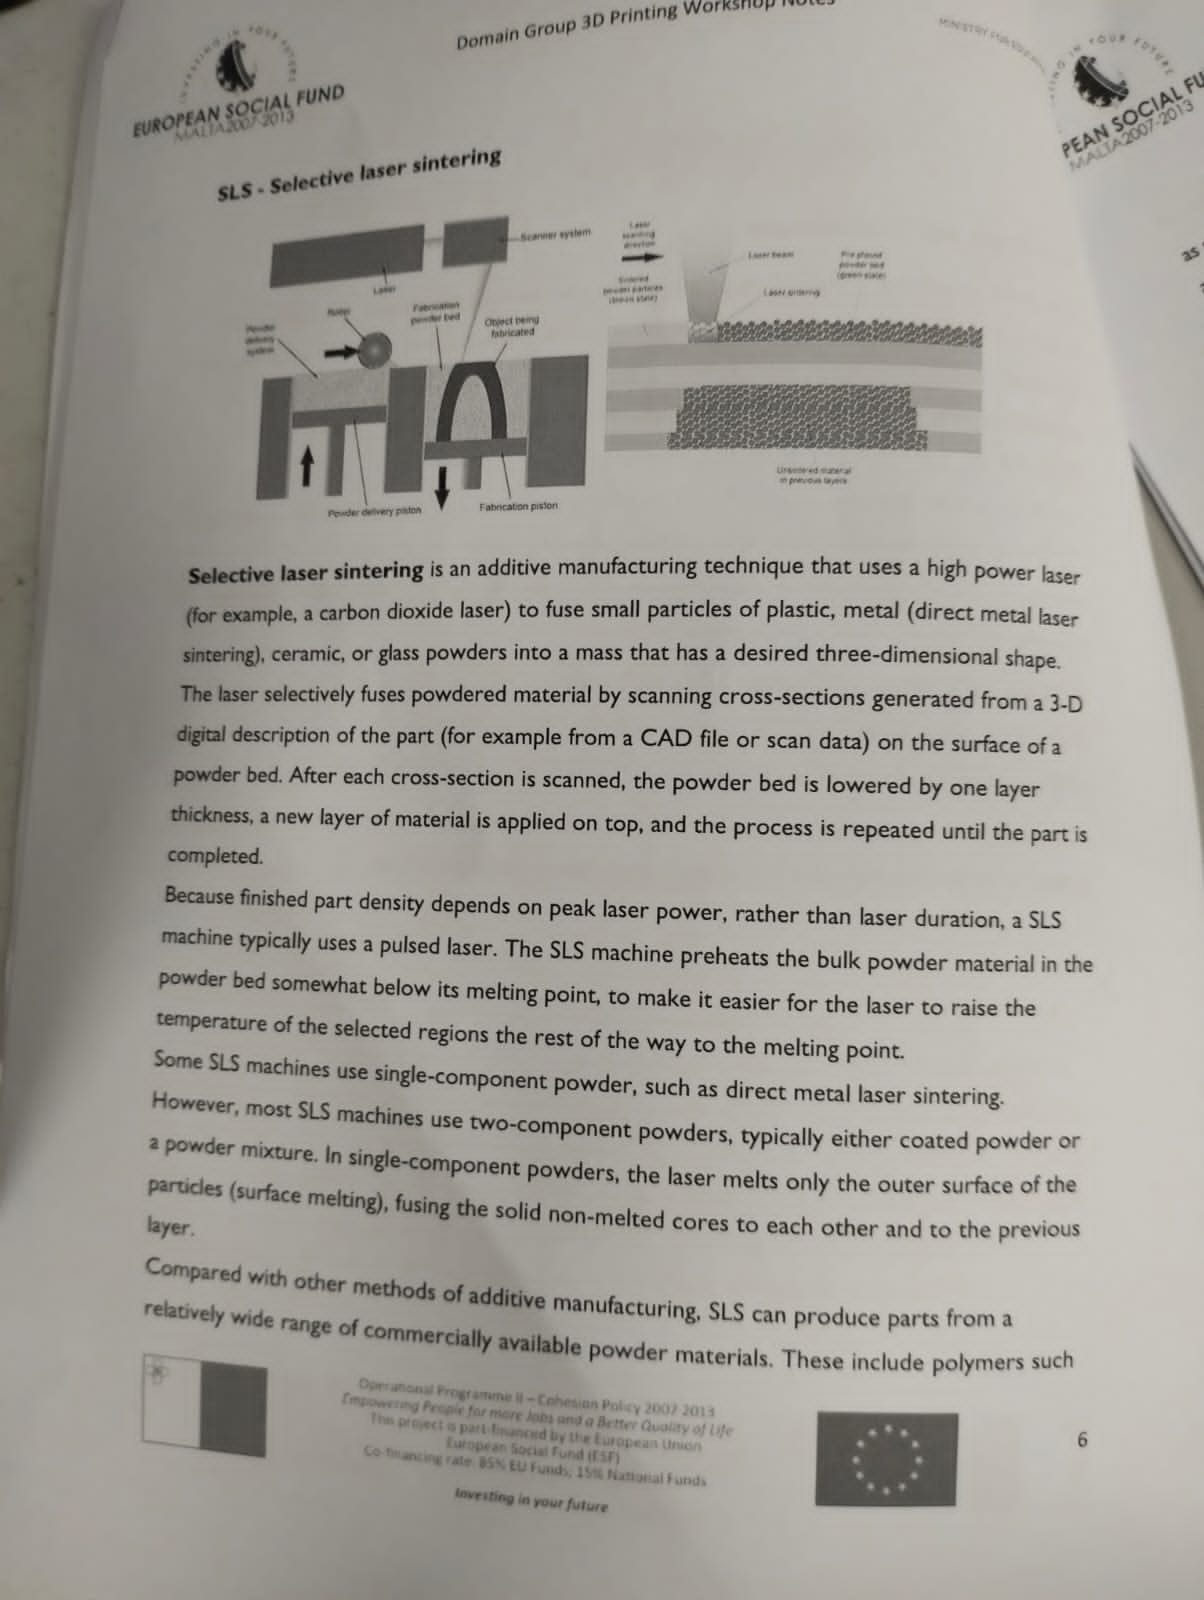 Domain Group 3D Printing Workshop Notes
INVESTING IN YOUR FUTURE
EUROPEAN SOCIAL FUND
MALTA 2007-2013
MINISTRY FOR
YOUR FUTURE
PEAN SOCIAL FU
MALTA 2007-2013
as
SLS - Selective laser sintering
Scanner system
Laser
Roller
Fabrication
powder bed
Object being
fabricated
Powder
delivery
system
Powder delivery piston
Fabrication piston
Laser
scanning
direction
Sintered
powder particles
(brown state)
Laser beam
Laser sintering
Pre-placed
powder bed
(green state)
Unsintered material
in previous layers
Selective laser sintering is an additive manufacturing technique that uses a high power laser
(for example, a carbon dioxide laser) to fuse small particles of plastic, metal (direct metal laser
sintering), ceramic, or glass powders into a mass that has a desired three-dimensional shape.
The laser selectively fuses powdered material by scanning cross-sections generated from a 3-D
digital description of the part (for example from a CAD file or scan data) on the surface of a
powder bed. After each cross-section is scanned, the powder bed is lowered by one layer
thickness, a new layer of material is applied on top, and the process is repeated until the part is
completed.
Because finished part density depends on peak laser power, rather than laser duration, a SLS
machine typically uses a pulsed laser. The SLS machine preheats the bulk powder material in the
powder bed somewhat below its melting point, to make it easier for the laser to raise the
temperature of the selected regions the rest of the way to the melting point.
Some SLS machines use single-component powder, such as direct metal laser sintering.
However, most SLS machines use two-component powders, typically either coated powder or
a powder mixture. In single-component powders, the laser melts only the outer surface of the
particles (surface melting), fusing the solid non-melted cores to each other and to the previous
layer.
Compared with other methods of additive manufacturing, SLS can produce parts from a
relatively wide range of commercially available powder materials. These include polymers such
Operational Programme II – Cohesion Policy 2007-2013
Empowering People for more Jobs and a Better Quality of Life
This project is part-financed by the European Union
European Social Fund (ESF)
Co-financing rate: 85% EU Funds; 15% National Funds
Investing in your future
6